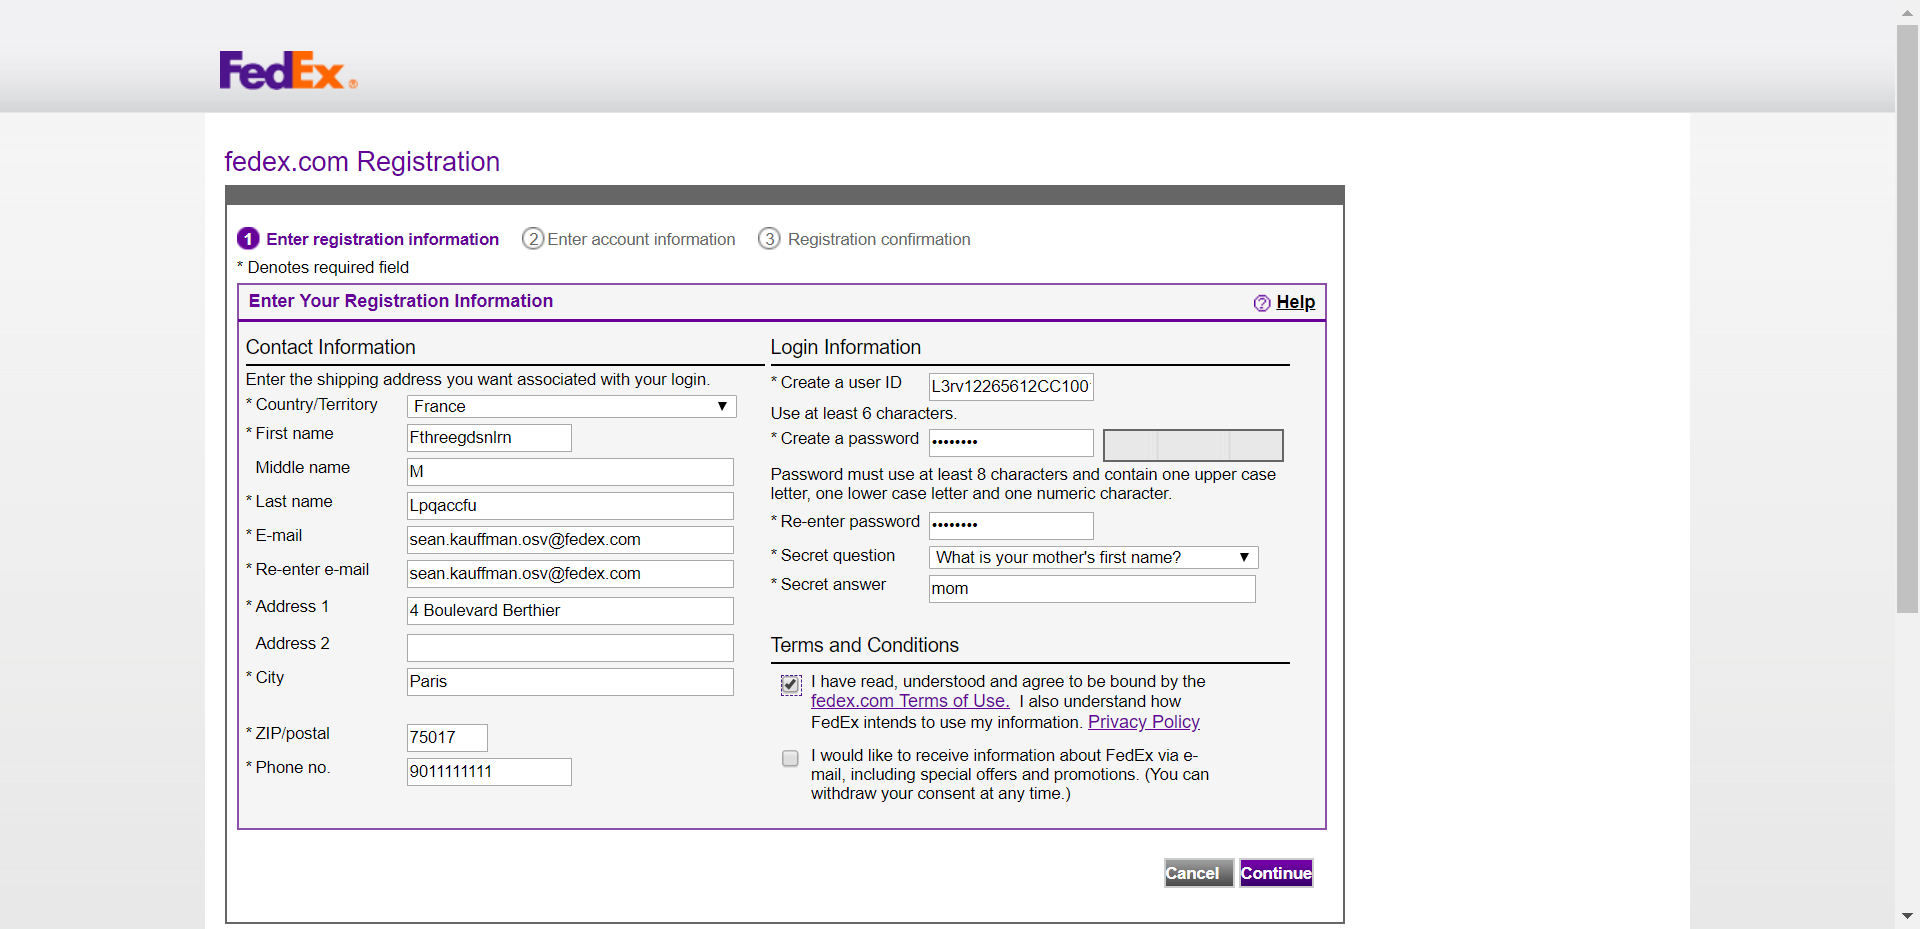 FedEx®
fedex.com Registration
1 Enter registration information 2 Enter account information 3 Registration confirmation
* Denotes required field
Enter Your Registration Information
? Help
Contact Information
Enter the shipping address you want associated with your login.
* Country/Territory France
* First name Fthreegdsnlrn
Middle name M
* Last name Lpqaccfu
* E-mail sean.kauffman.osv@fedex.com
* Re-enter e-mail sean.kauffman.osv@fedex.com
* Address 1 4 Boulevard Berthier
Address 2
* City Paris
* ZIP/postal 75017
* Phone no. 9011111111
Login Information
* Create a user ID L3rv12265612CC100
Use at least 6 characters.
* Create a password ••••••••
Password must use at least 8 characters and contain one upper case
letter, one lower case letter and one numeric character.
* Re-enter password ••••••••
* Secret question What is your mother's first name?
* Secret answer mom
Terms and Conditions
I have read, understood and agree to be bound by the
fedex.com Terms of Use. I also understand how
FedEx intends to use my information. Privacy Policy
I would like to receive information about FedEx via e-
mail, including special offers and promotions. (You can
withdraw your consent at any time.)
Cancel Continue